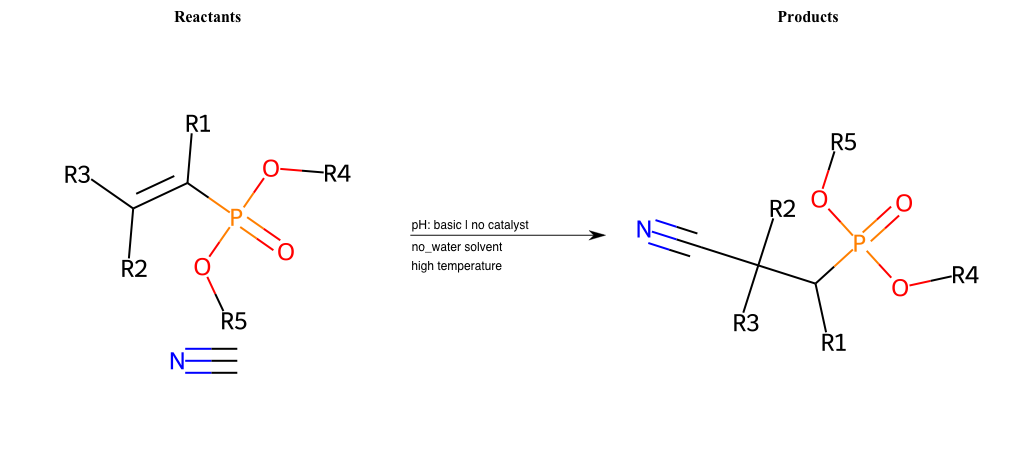 Reactants
Products
R1
R3
O
R4
P
R2
O
O
R5
N
pH: basic | no catalyst
no_water solvent
high temperature
R5
R2
O
O
N
P
R3
O
R4
R1